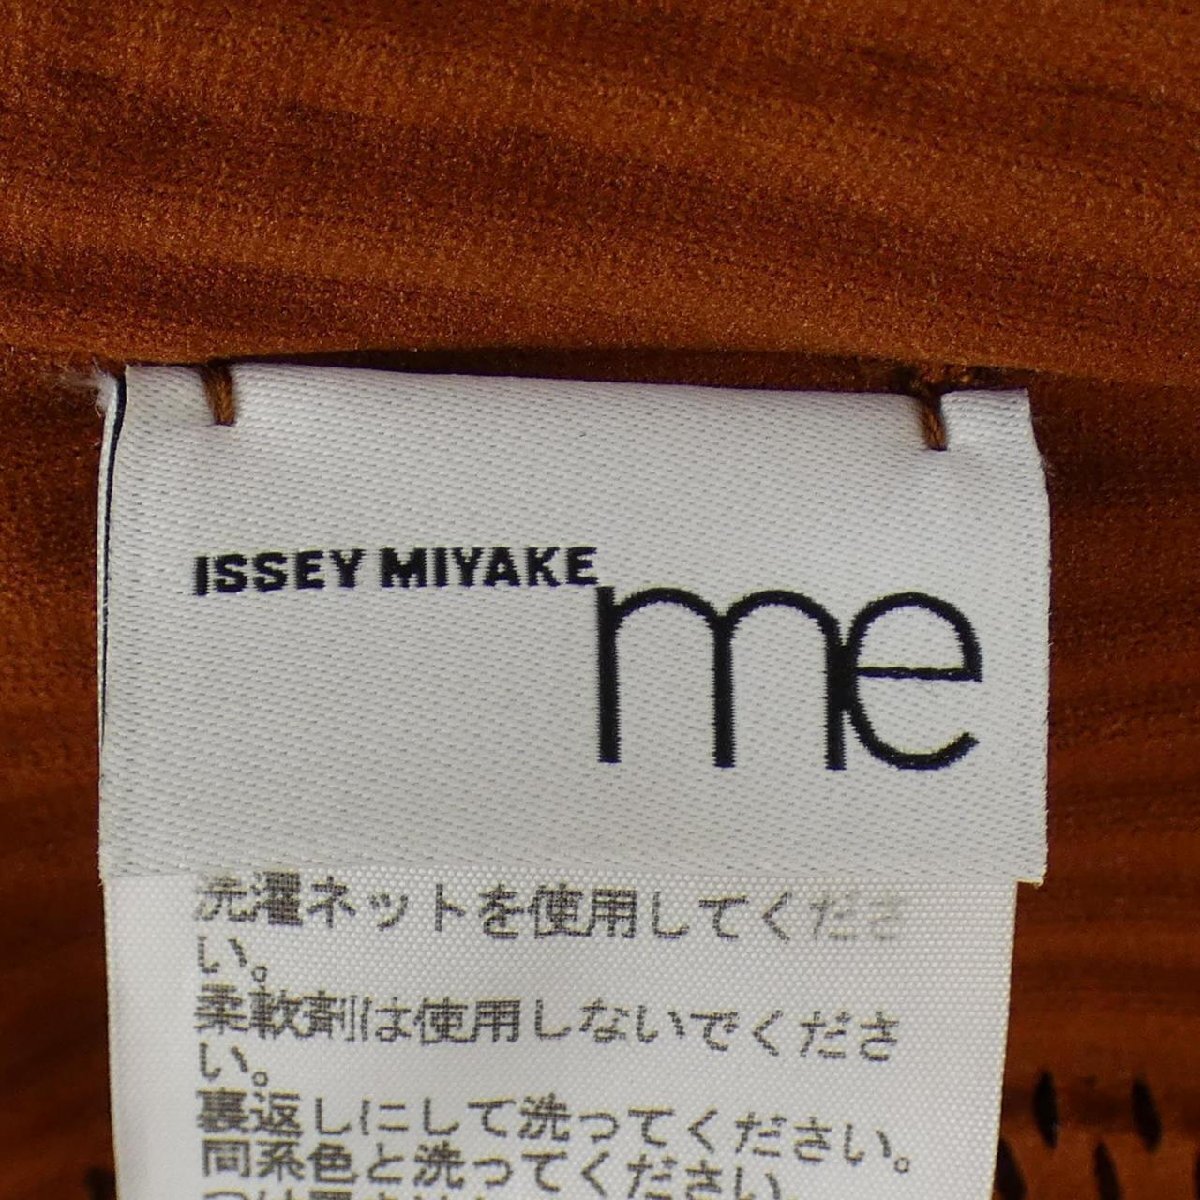 ISSEY MIYAKE
me
洗濯ネットを使用してくださ
い。
柔軟剤は使用しないでくださ
い。
裏返しにして洗ってください。
同系色と洗ってください。